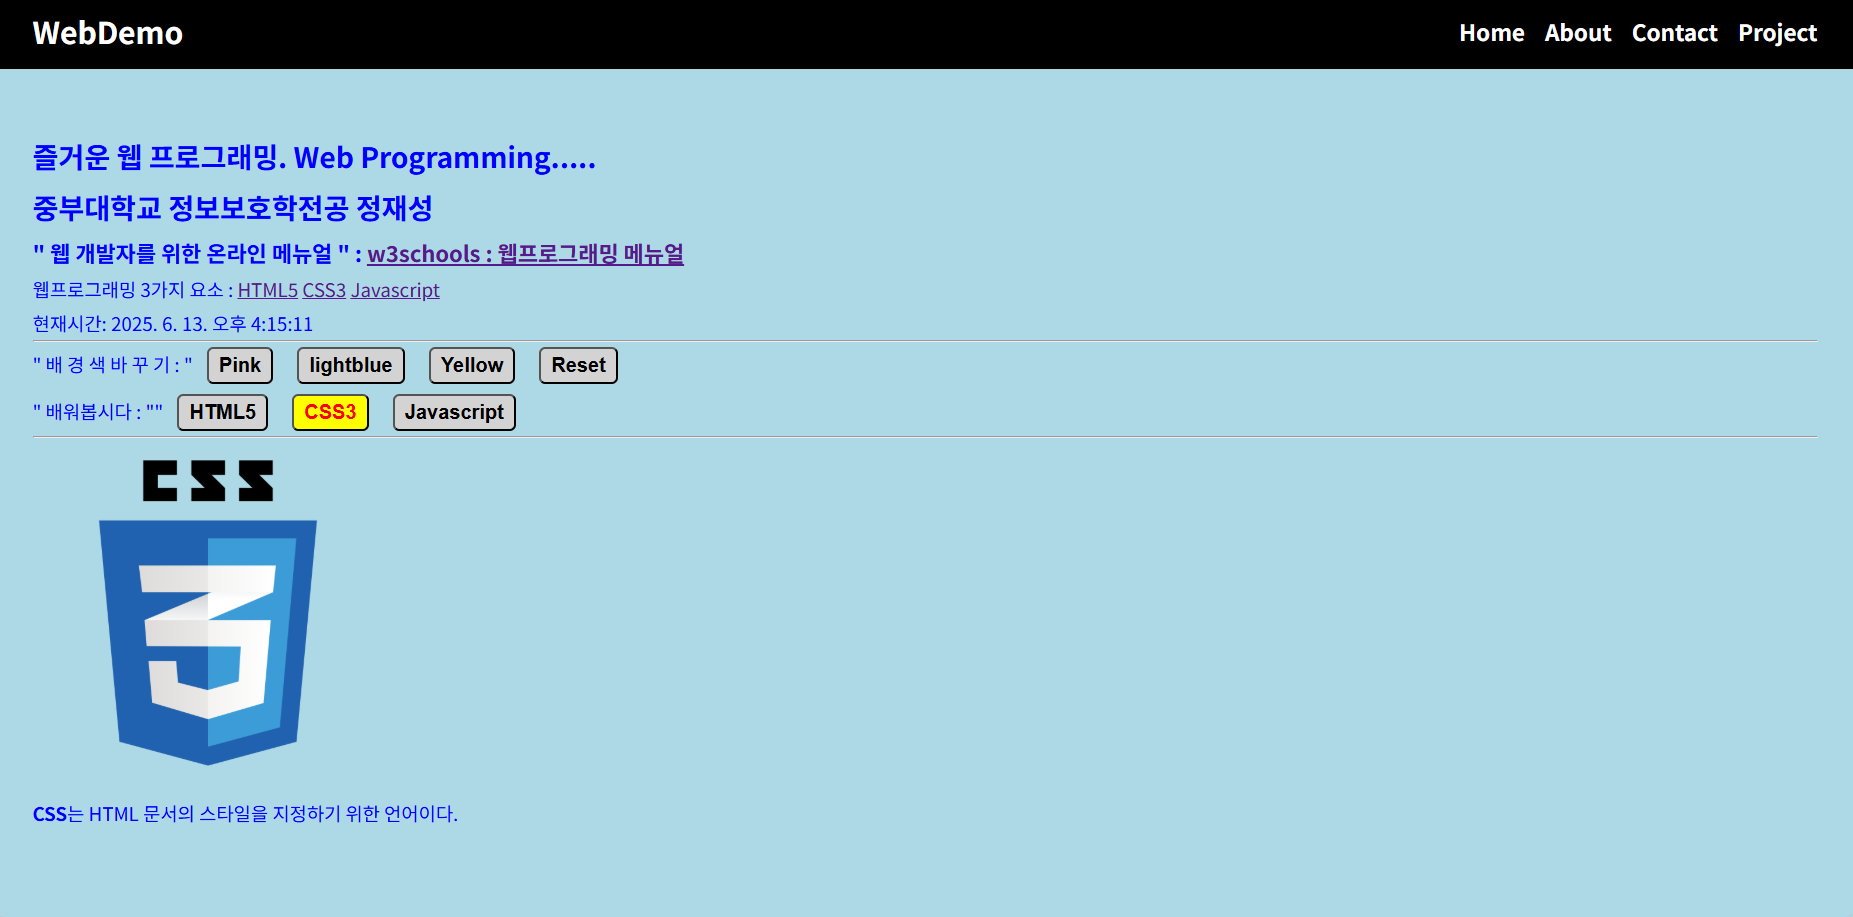 WebDemo Home About Contact Project
즐거운 웹 프로그래밍. Web Programming.....
중부대학교 정보보호학전공 정재성
" 웹 개발자를 위한 온라인 메뉴얼 " : w3schools : 웹프로그래밍 메뉴얼
웹프로그래밍 3가지 요소 : HTML5 CSS3 Javascript
현재시간: 2025. 6. 13. 오후 4:15:11
" 배 경 색 바 꾸 기 : " Pink lightblue Yellow Reset
" 배워봅시다 : "" HTML5 CSS3 Javascript
CSS
3
CSS는 HTML 문서의 스타일을 지정하기 위한 언어이다.